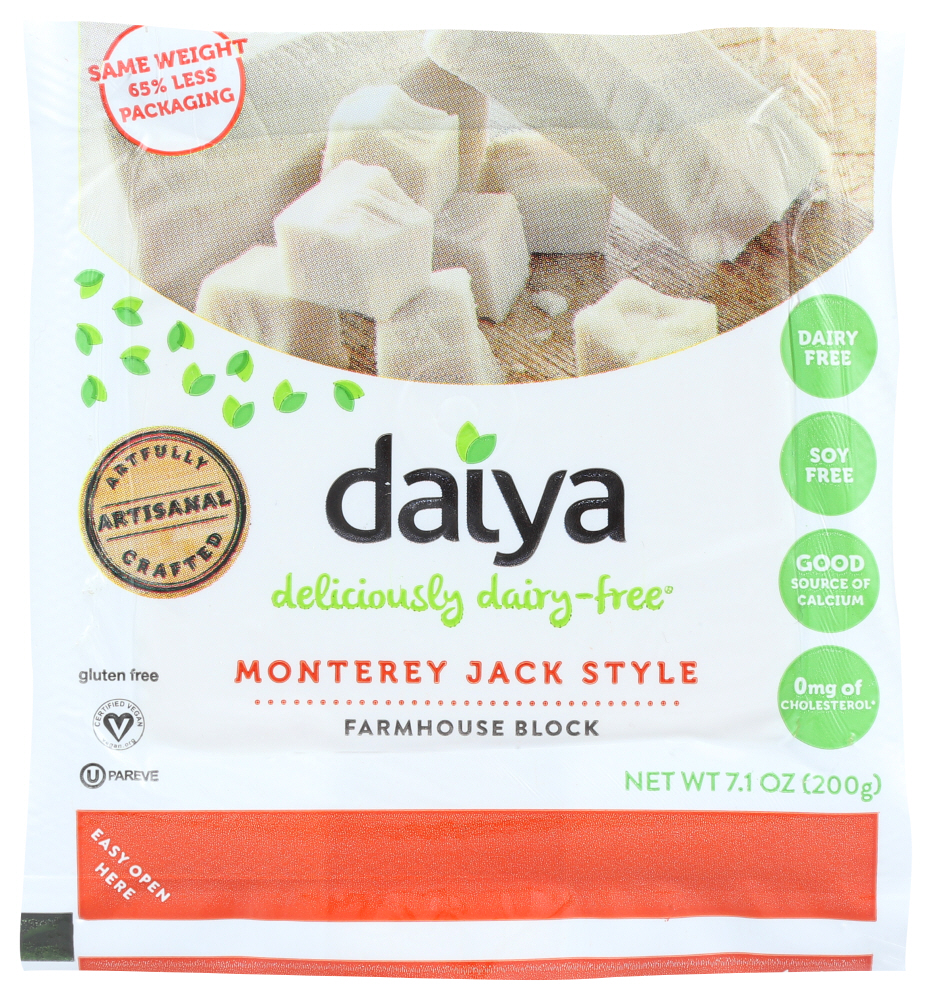 SAME WEIGHT
65% LESS
PACKAGING
DAIRY
FREE
SOY
FREE
ARTFULLY
ARTISANAL
CRAFTED
daiya
deliciously dairy-free®
GOOD
SOURCE OF
CALCIUM
MONTEREY JACK STYLE
FARMHOUSE BLOCK
gluten free
CERTIFIED VEGAN
vegan.org
U PAREVE
0mg of
CHOLESTEROL*
NET WT 7.1 OZ (200g)
EASY OPEN
HERE